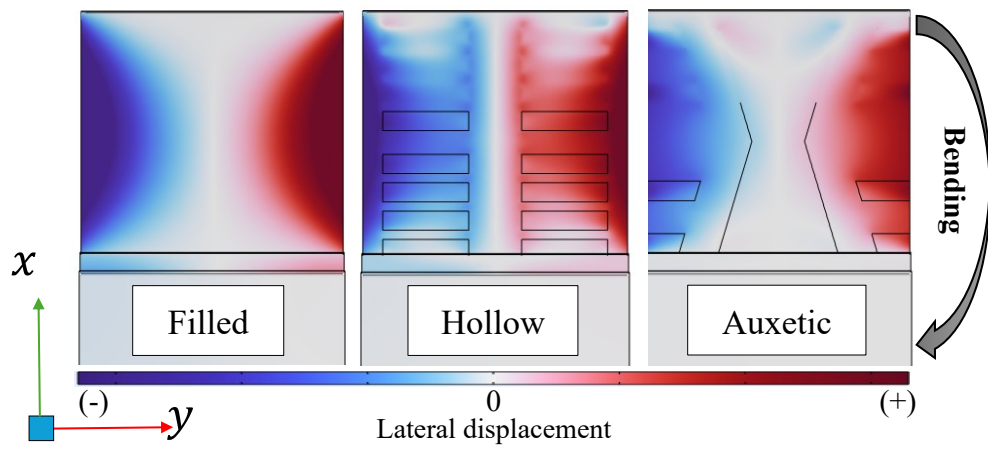 Bending
x
Filled
Hollow
Auxetic
(-)
0
(+)
y
Lateral displacement